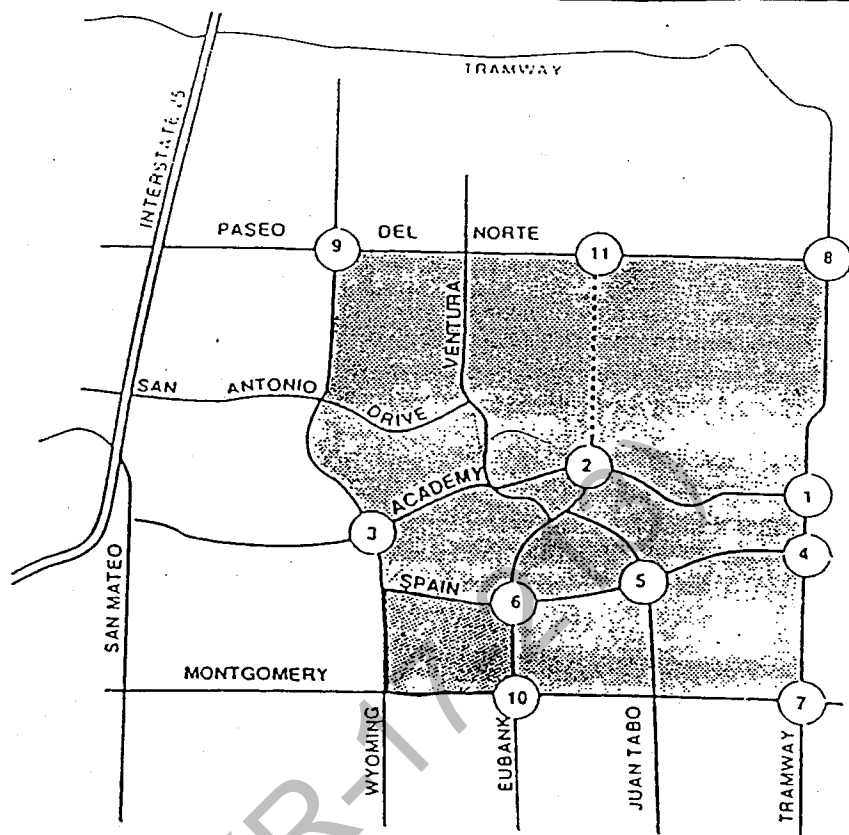 TRAMWAY
INTERSTATE 25
PASEO DEL NORTE
9
11
8
VENTURA
SAN ANTONIO DRIVE
2
ACADEMY
1
3
4
SAN MATEO
SPAIN
5
6
MONTGOMERY
10
7
WYOMING
EUBANK
JUAN TABO
TRAMWAY